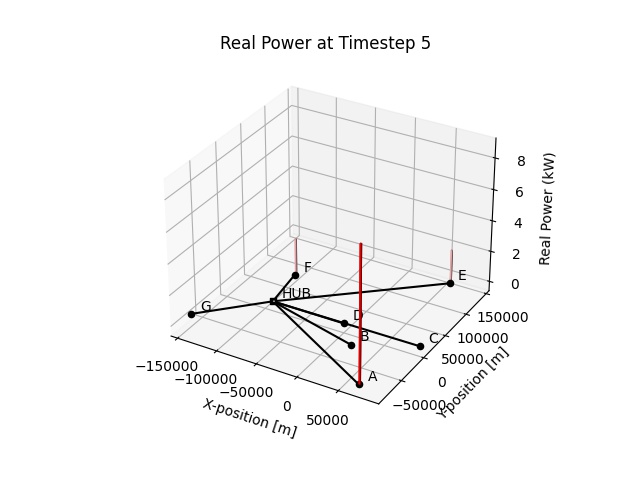 Real Power at Timestep 5
8
6
4
2
0
Real Power (kW)
E
F
HUB
G
D
B
C
A
150000
100000
50000
0
−50000
Y-position [m]
−150000
−100000
−50000
0
50000
X-position [m]